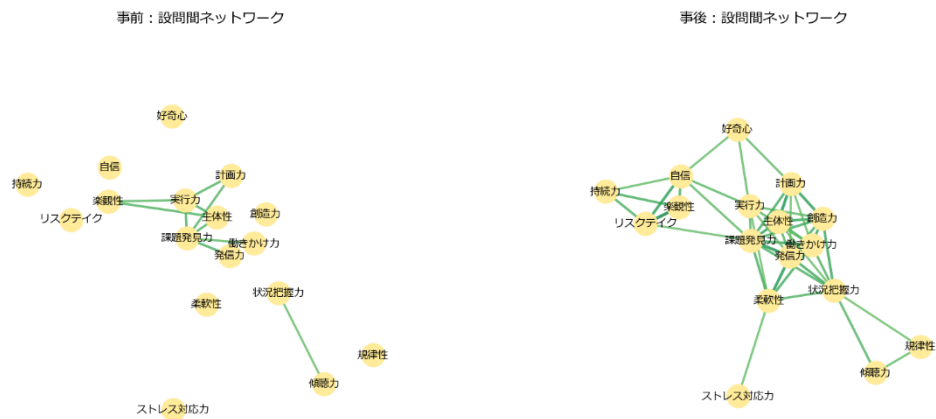 事前：設問間ネットワーク
好奇心
自信
持続力
計画力
楽観性
実行力
リスクテイク
主体性
創造力
課題発見力
働きかけ力
発信力
状況把握力
柔軟性
規律性
傾聴力
ストレス対応力
事後：設問間ネットワーク
好奇心
自信
計画力
持続力
楽観性
実行力
リスクテイク
主体性
創造力
課題発見力
働きかけ力
発信力
状況把握力
柔軟性
規律性
傾聴力
ストレス対応力